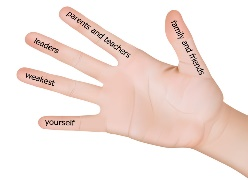 parents and teachers
family and friends
leaders
weakest
yourself